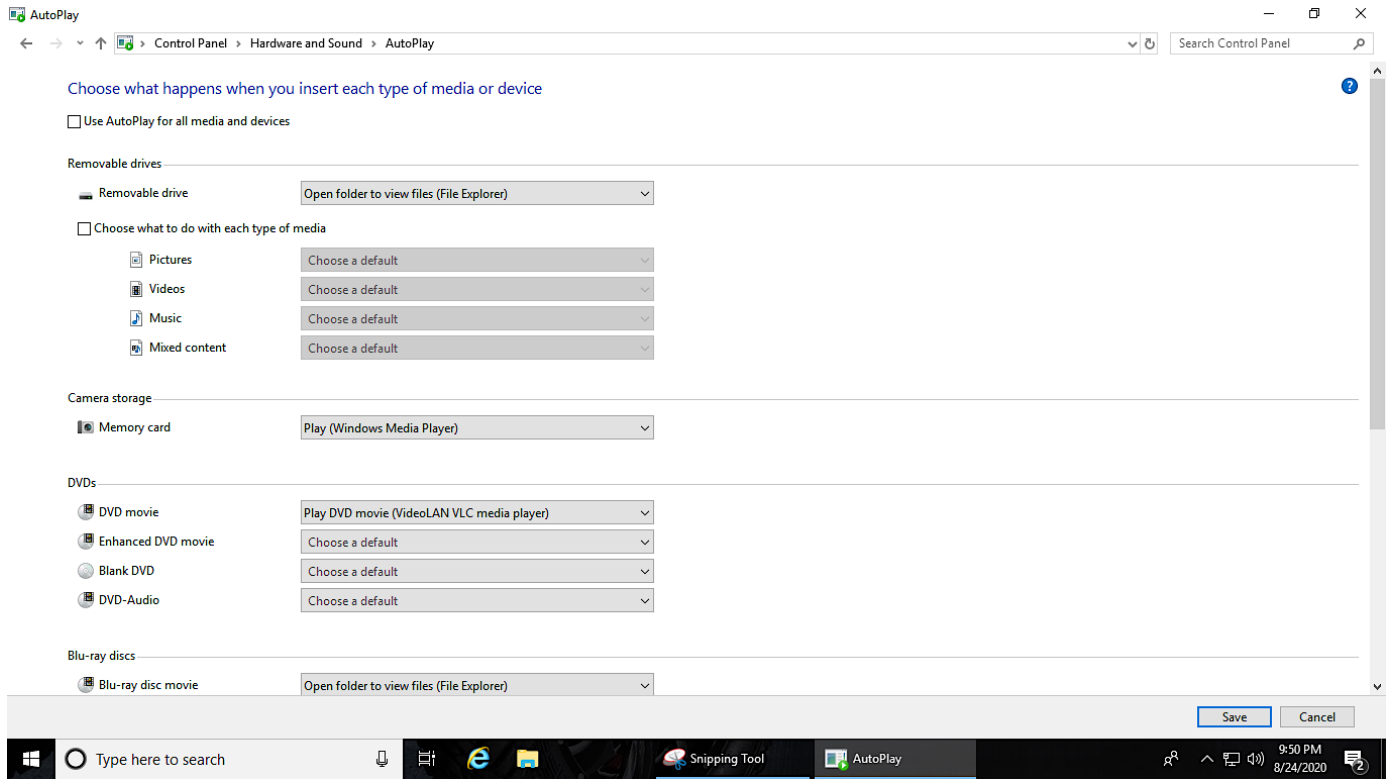 AutoPlay
Control Panel > Hardware and Sound > AutoPlay
Search Control Panel
Choose what happens when you insert each type of media or device
?
Use AutoPlay for all media and devices
Removable drives
Removable drive Open folder to view files (File Explorer)
Choose what to do with each type of media
Pictures Choose a default
Videos Choose a default
Music Choose a default
Mixed content Choose a default
Camera storage
Memory card Play (Windows Media Player)
DVDs
DVD movie Play DVD movie (VideoLAN VLC media player)
Enhanced DVD movie Choose a default
Blank DVD Choose a default
DVD-Audio Choose a default
Blu-ray discs
Blu-ray disc movie Open folder to view files (File Explorer)
Save Cancel
Type here to search
Snipping Tool
AutoPlay
9:50 PM
8/24/2020
2